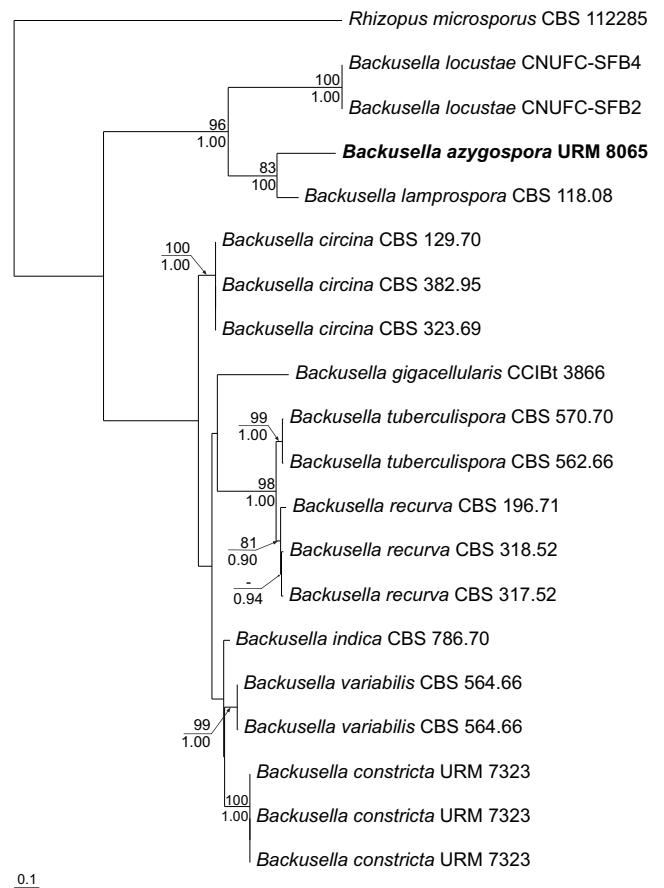 Rhizopus microsporus CBS 112285
Backusella locustae CNUFC-SFB4
100
1.00
Backusella locustae CNUFC-SFB2
96
1.00
Backusella azygospora URM 8065
83
100
Backusella lamprospora CBS 118.08
Backusella circina CBS 129.70
100
1.00
Backusella circina CBS 382.95
Backusella circina CBS 323.69
Backusella gigacellularis CCIBt 3866
Backusella tuberculispora CBS 570.70
99
1.00
Backusella tuberculispora CBS 562.66
98
1.00
Backusella recurva CBS 196.71
81
0.90
Backusella recurva CBS 318.52
-
0.94
Backusella recurva CBS 317.52
Backusella indica CBS 786.70
Backusella variabilis CBS 564.66
99
1.00
Backusella variabilis CBS 564.66
Backusella constricta URM 7323
100
1.00
Backusella constricta URM 7323
Backusella constricta URM 7323
0.1